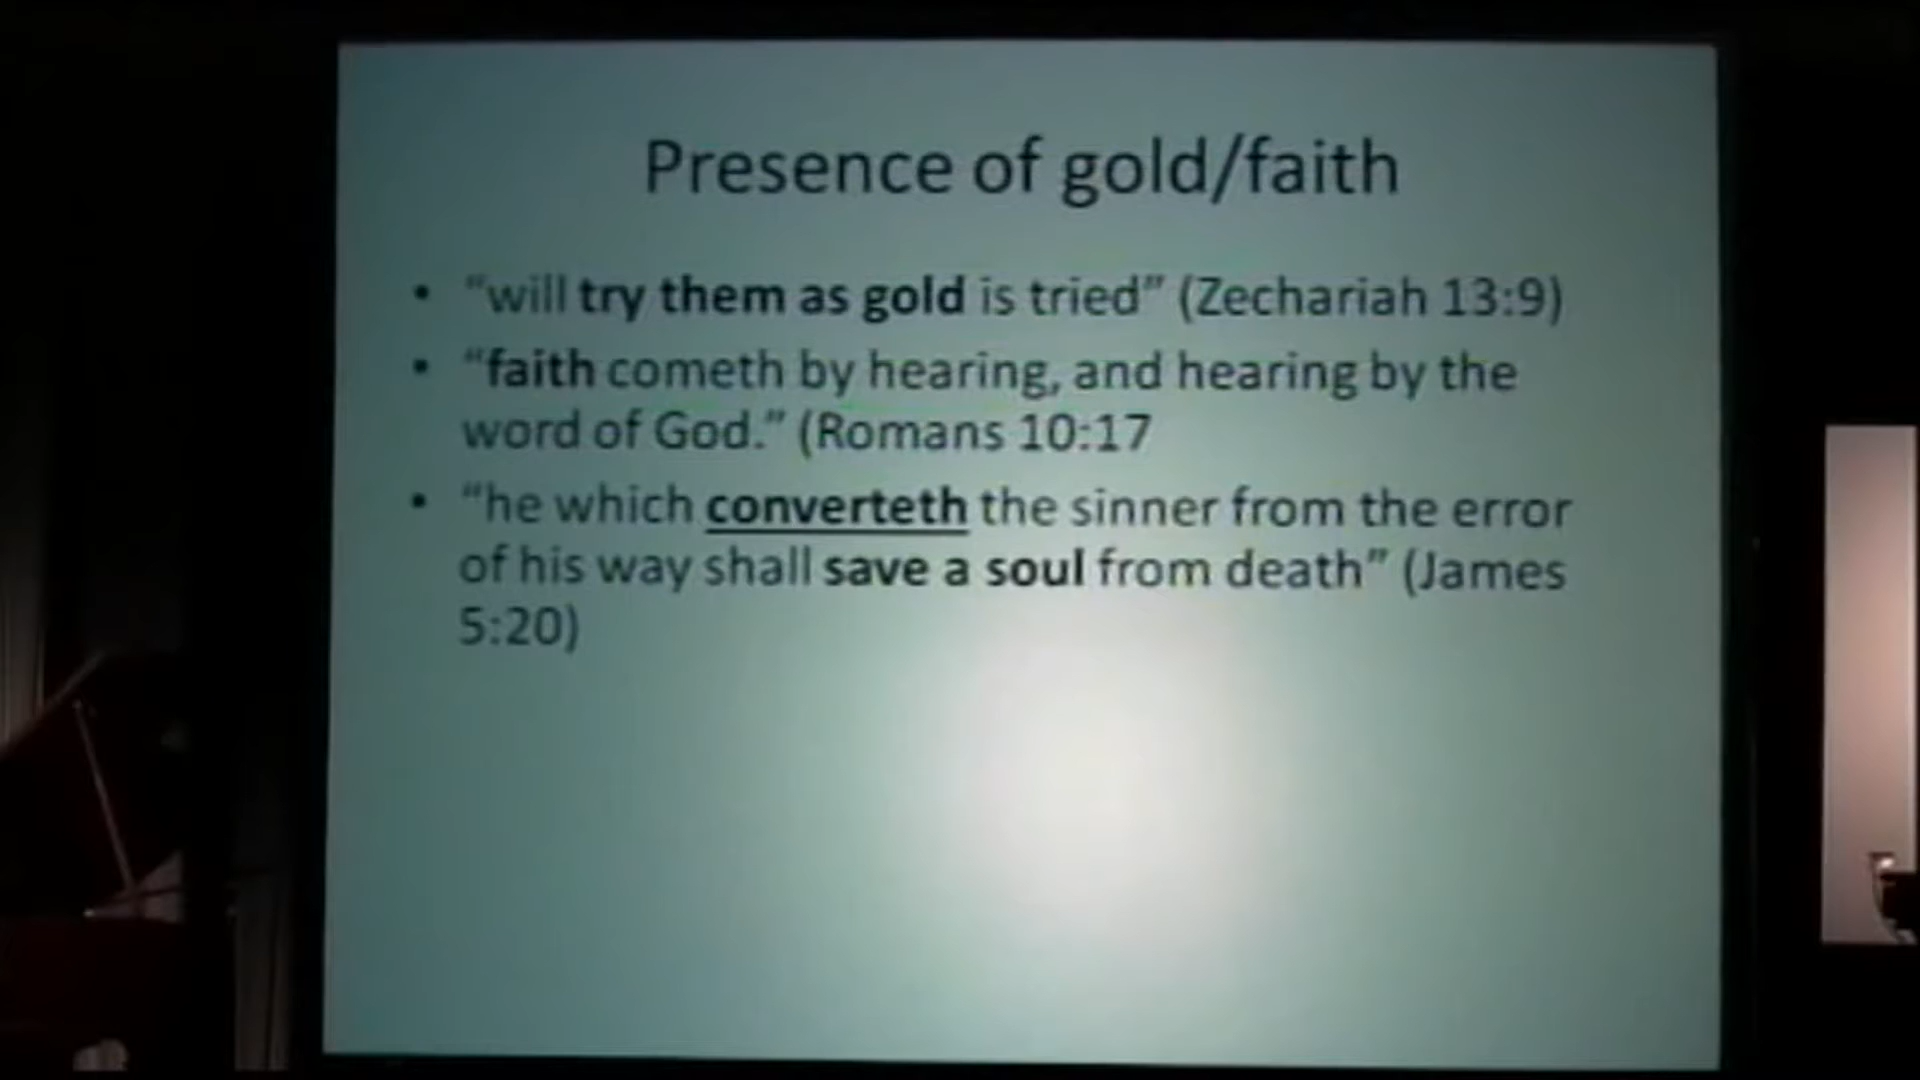 Presence of gold/faith
• “will try them as gold is tried” (Zechariah 13:9)
• “faith cometh by hearing, and hearing by the
word of God.” (Romans 10:17
• “he which converteth the sinner from the error
of his way shall save a soul from death” (James
5:20)